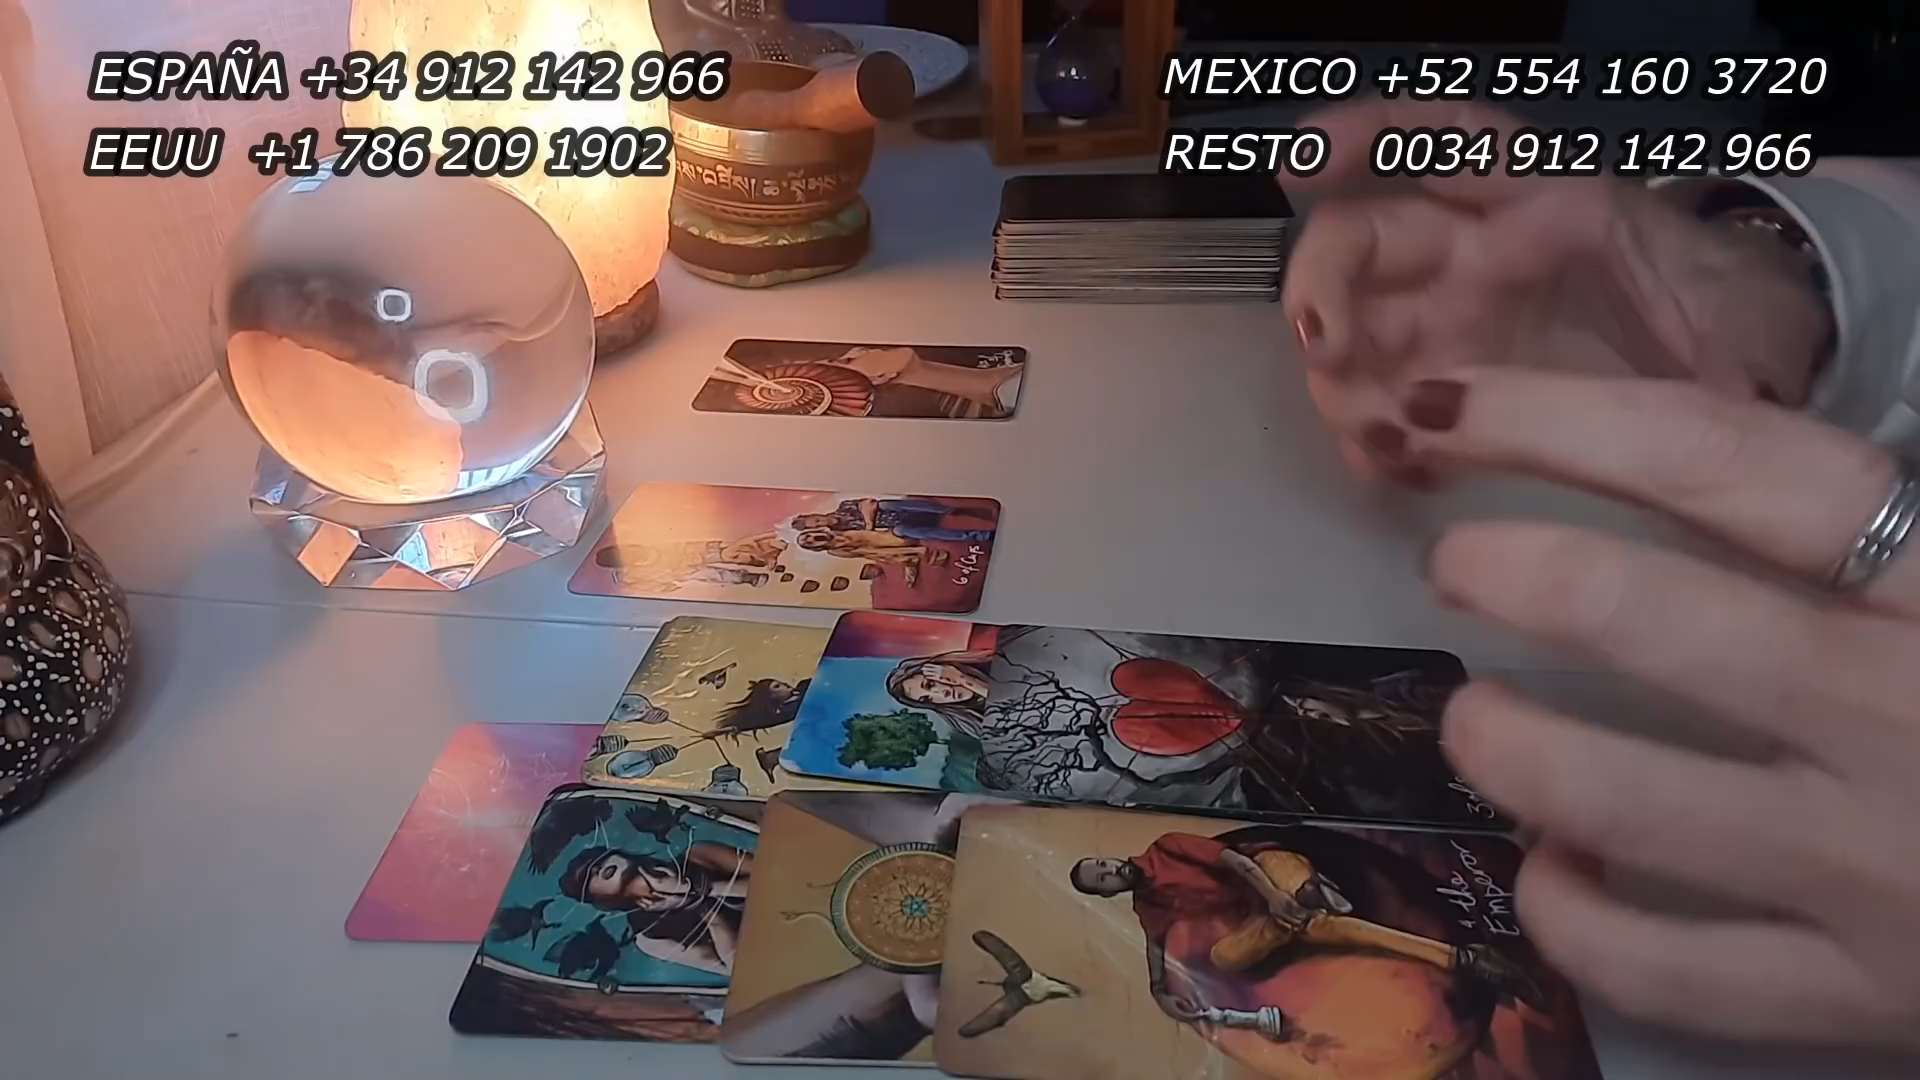 ESPAÑA +34 912 142 966
EEUU +1 786 209 1902
MEXICO +52 554 160 3720
RESTO 0034 912 142 966
6 of Cups
4 the
Emperor